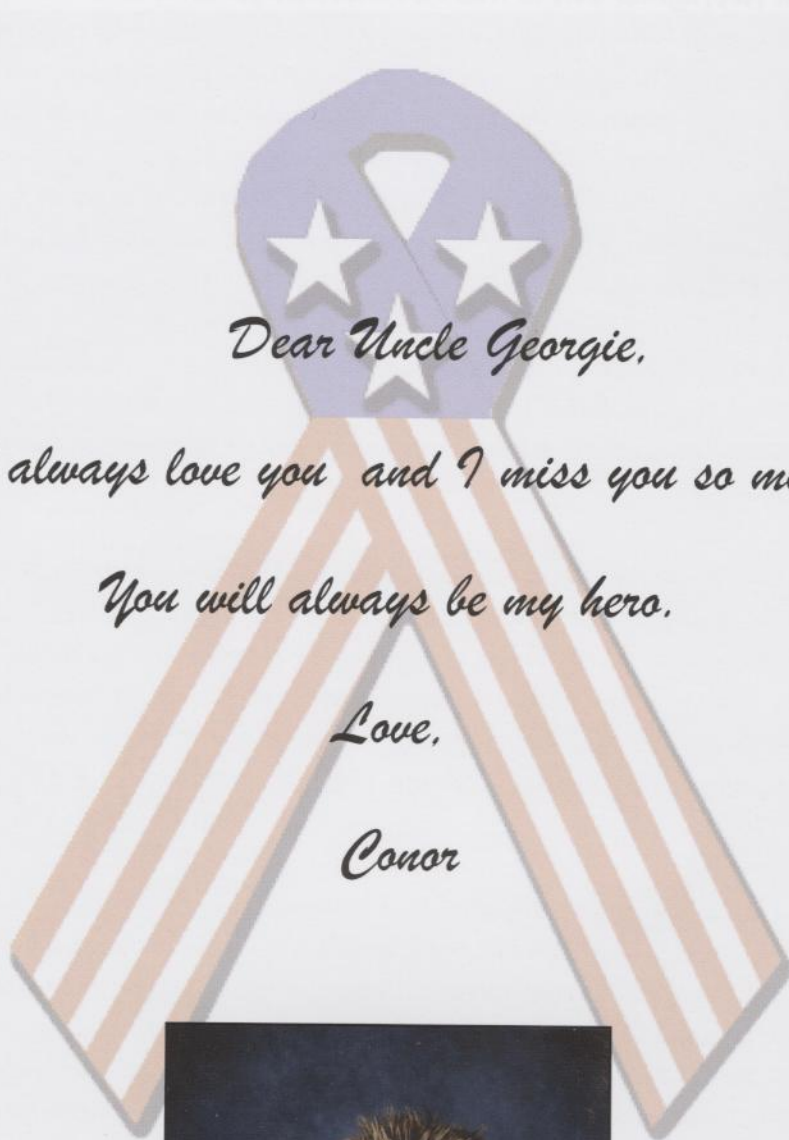 Dear Uncle Georgie,
always love you and I miss you so
You will always be my hero.
Love,
Conor